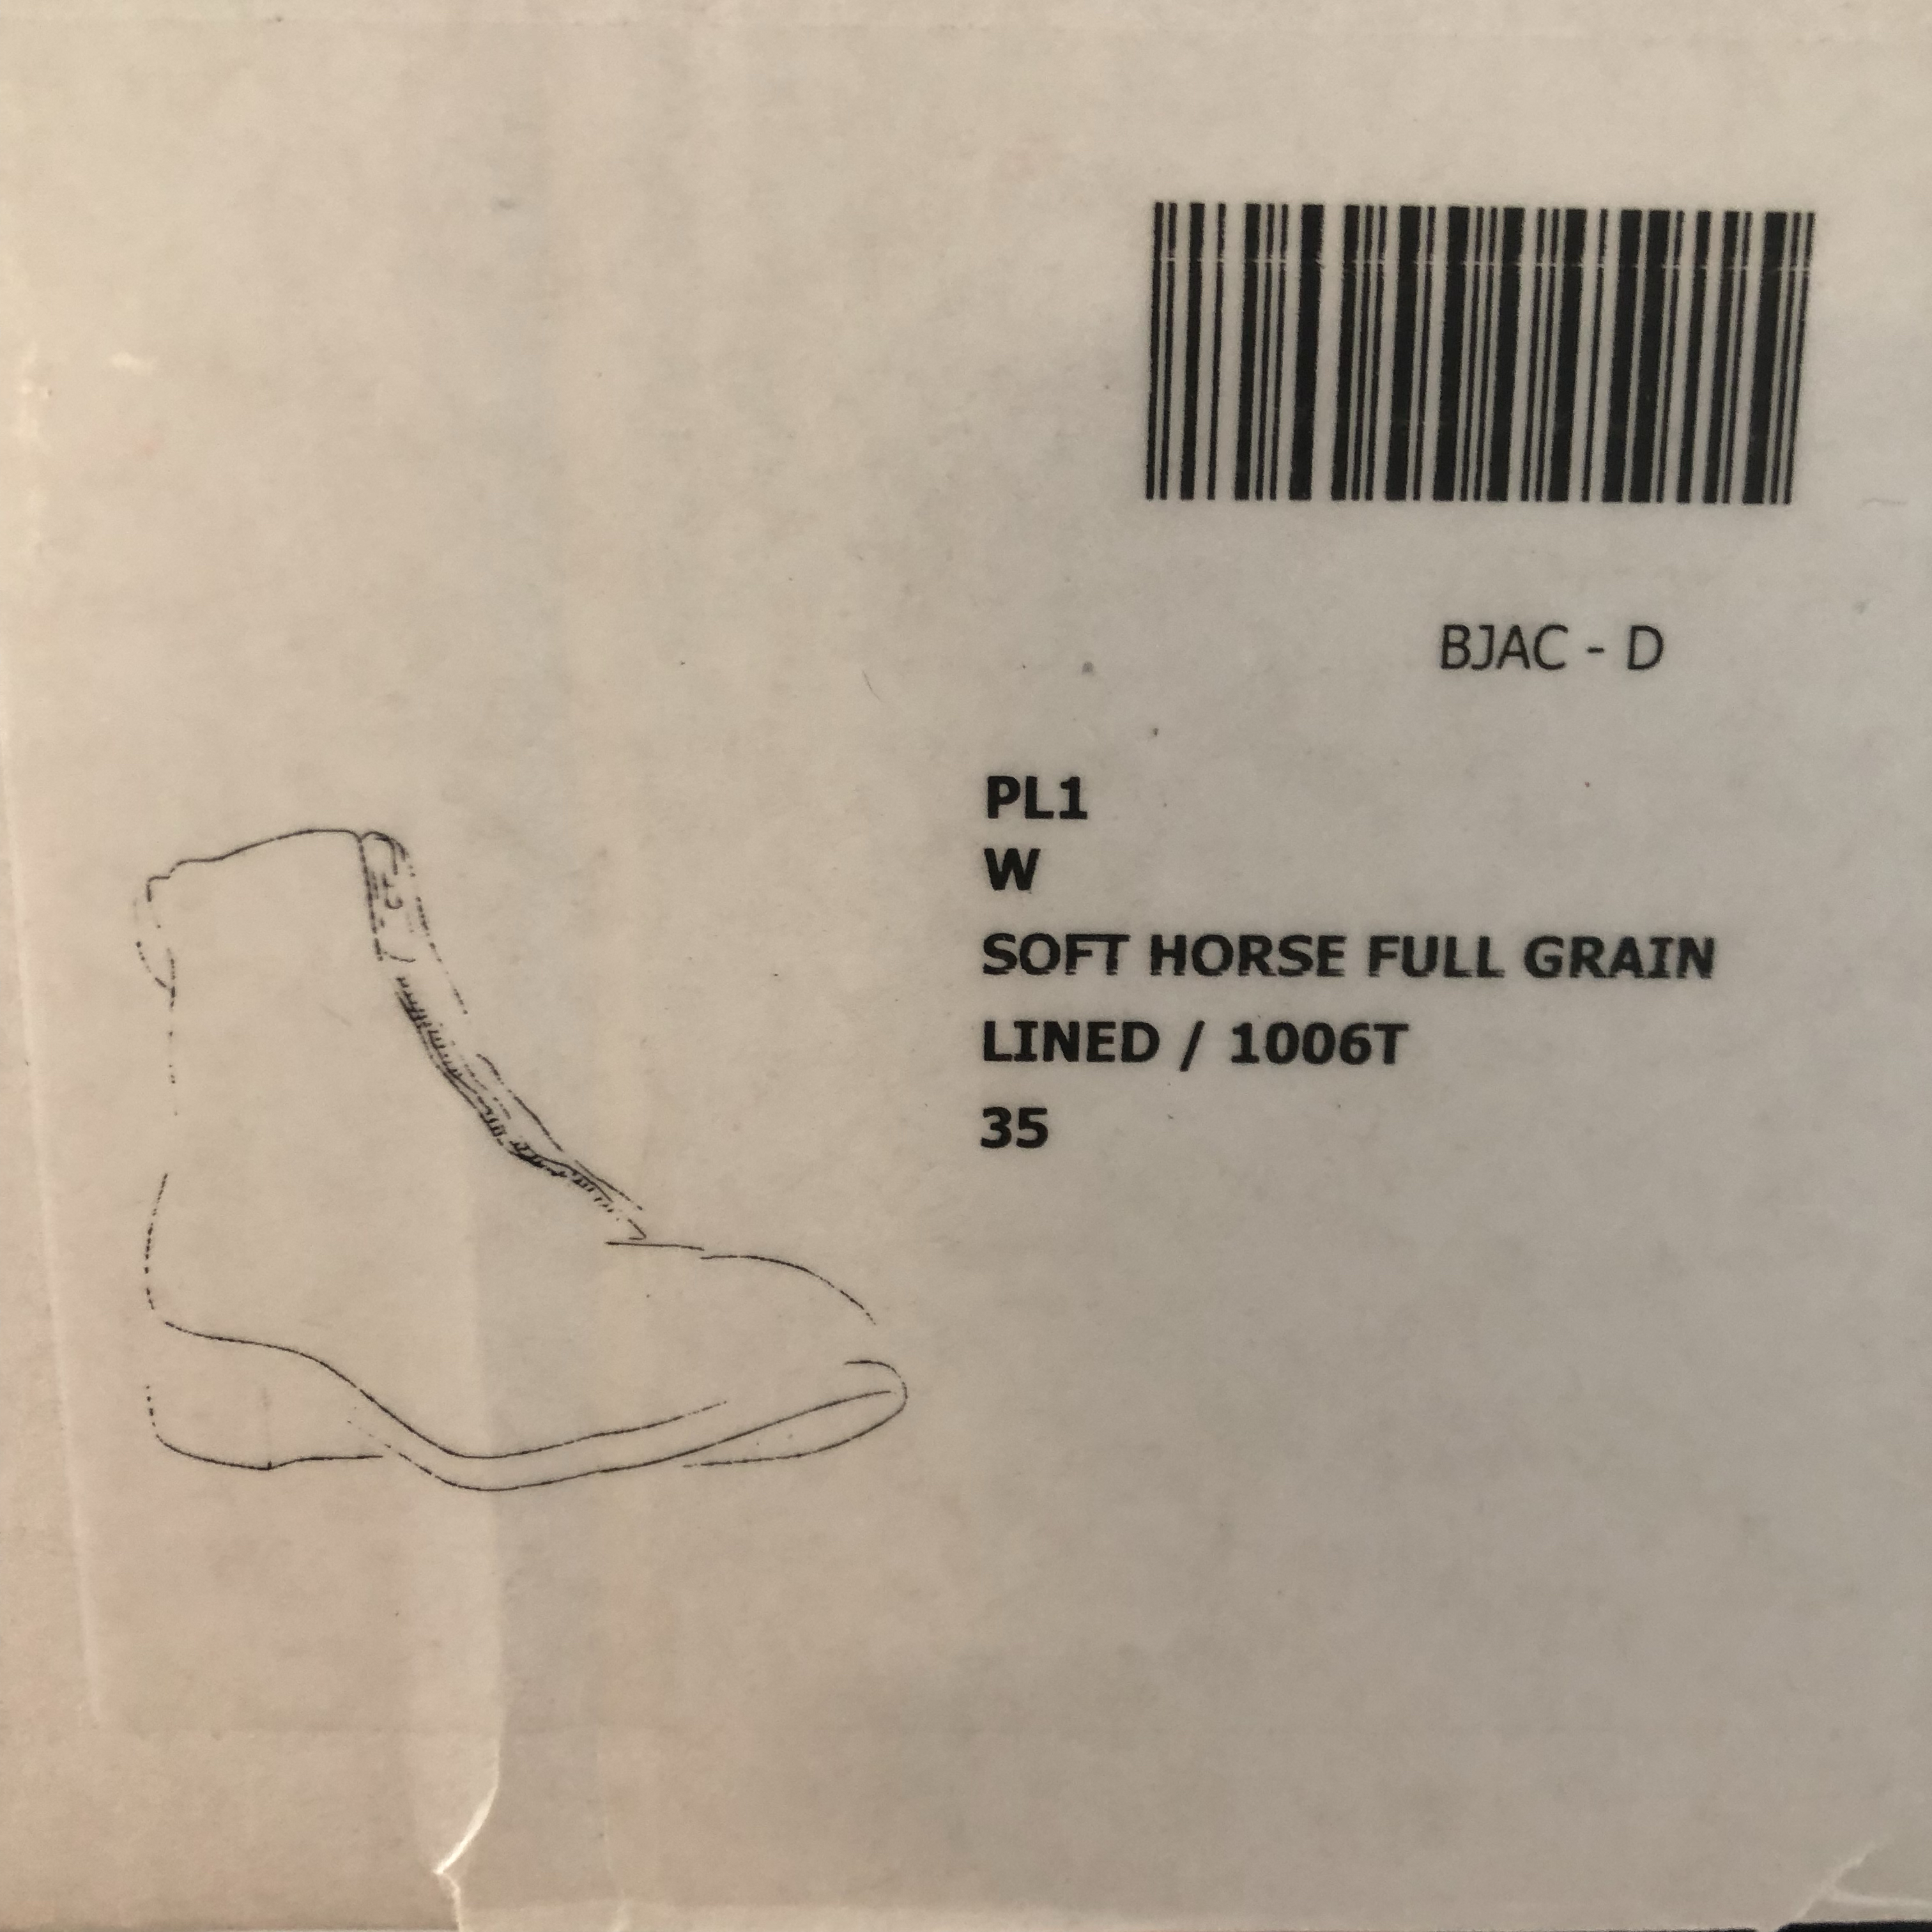 BJAC - D
PL1
W
SOFT HORSE FULL GRAIN
LINED / 1006T
35